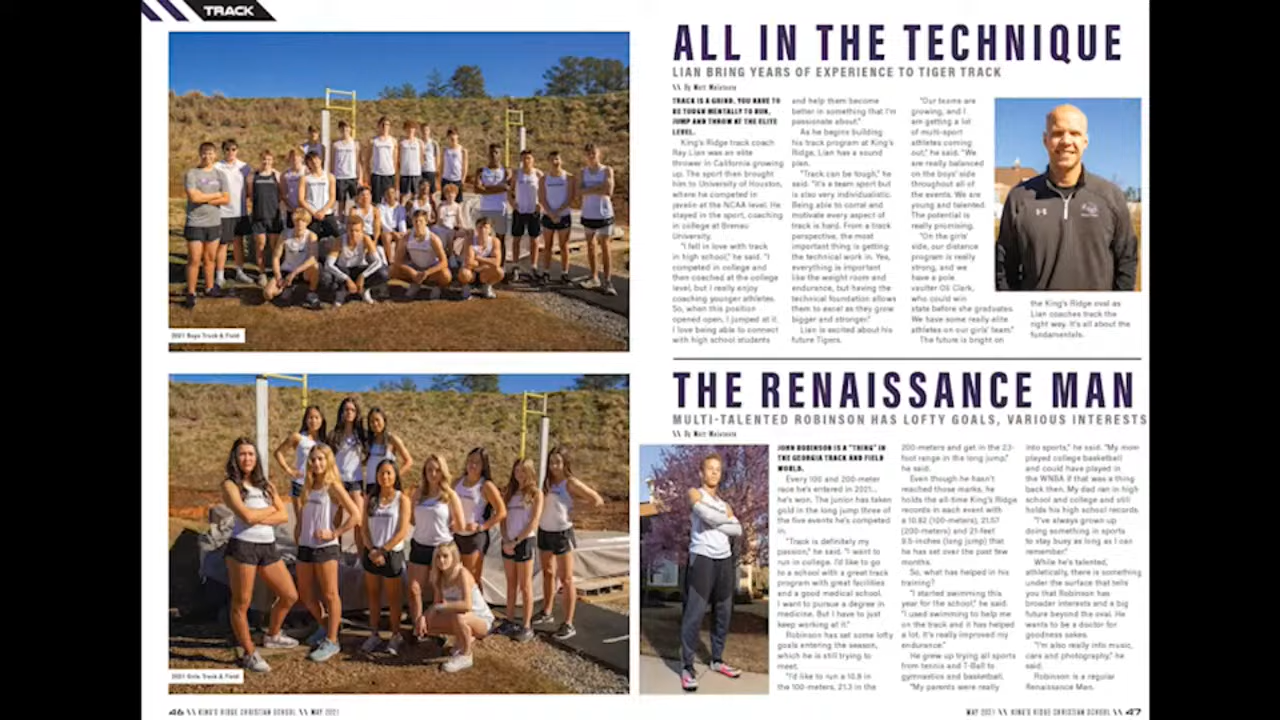 TRACK
2021 Boys Track & Field
2021 Girls Track & Field
46 \\ KING'S RIDGE CHRISTIAN SCHOOL \\ MAY 2021
ALL IN THE TECHNIQUE
LIAN BRING YEARS OF EXPERIENCE TO TIGER TRACK
\\ By Matt
TRACK IS A GRIND. YOU HAVE TO
BE TOUGH MENTALLY TO RUN,
JUMP AND THROW AT THE ELITE
LEVEL.
King's Ridge track coach
Ray Lian was an elite
thrower in California growing
up. The sport then brought
him to University of Houston,
where he competed in
javelin at the NCAA level. He
stayed in the sport, coaching
in college at Brenau
University.
"I fell in love with track
in high school," he said. "I
competed in college and
then coached at the college
level, but I really enjoy
coaching younger athletes.
So, when this position
opened open, I jumped at it.
I love being able to connect
with high school students
and help them become
better in something that I'm
passionate about."
As he begins building
his track program at King's
Ridge, Lian has a sound
plan.
"Track can be tough," he
said. "It's a team sport but
is also very individualistic.
Being able to corral and
motivate every aspect of
track is hard. From a track
perspective, the most
important thing is getting
the technical work in. Yes,
everything is important
like the weight room and
endurance, but having the
technical foundation allows
them to excel as they grow
bigger and stronger."
Lian is excited about his
future Tigers.
"Our teams are
growing, and I
am getting a lot
of multi-sport
athletes coming
out," he said. "We
are really balanced
on the boys' side
throughout all of
the events. We are
young and talented.
The potential is
really promising.
"On the girls'
side, our distance
program is really
strong, and we
have a pole
vaulter Oli Clark,
who could win
state before she graduates.
We have some really elite
athletes on our girls' team."
The future is bright on
the King's Ridge oval as
Lian coaches track the
right way. It's all about the
fundamentals.
THE RENAISSANCE MAN
MULTI-TALENTED ROBINSON HAS LOFTY GOALS, VARIOUS INTERESTS
\\ By Matt
JOHN ROBINSON IS A "THING" IN
THE GEORGIA TRACK AND FIELD
WORLD.
Every 100 and 200-meter
race he's entered in 2021...
he's won. The junior has taken
gold in the long jump three of
the five events he's competed
in.
"Track is definitely my
passion," he said. "I want to
run in college. I'd like to go
to a school with a great track
program with great facilities
and a good medical school.
I want to pursue a degree in
medicine. But I have to just
keep working at it."
Robinson has set some lofty
goals entering the season,
which he is still trying to
meet.
"I'd like to run a 10.8 in
the 100-meters, 21.3 in the
200-meters and get in the 23-
foot range in the long jump,"
he said.
Even though he hasn't
reached those marks, he
holds the all-time King's Ridge
records in each event with
a 10.82 (100-meters), 21.57
(200-meters) and 21-feet
9.5-inches (long jump) that
he has set over the past few
months.
So, what has helped in his
training?
"I started swimming this
year for the school," he said.
"I used swimming to help me
on the track and it has helped
a lot. It's really improved my
endurance."
He grew up trying all sports
from tennis and T-Ball to
gymnastics and basketball.
"My parents were really
into sports," he said. "My mom
played college basketball
and could have played in
the WNBA if that was a thing
back then. My dad ran in high
school and college and still
holds his high school records.
"I've always grown up
doing something in sports
to stay busy as long as I can
remember."
While he's talented,
athletically, there is something
under the surface that tells
you that Robinson has
broader interests and a big
future beyond the oval. He
wants to be a doctor for
goodness sakes.
"I'm also really into music,
cars and photography," he
said.
Robinson is a regular
Renaissance Man.
MAY 2021 \\ KING'S RIDGE CHRISTIAN SCHOOL \\ 47